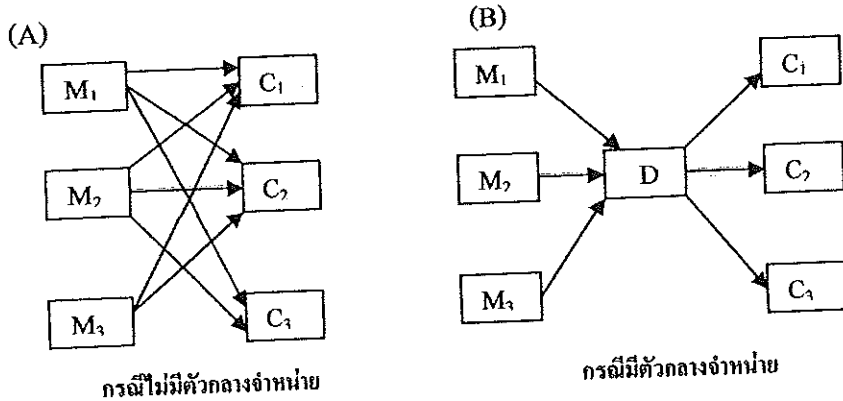 (A)
(B)
M₁ C₁
M₂ C₂
M₃ C₃
M₁ C₁
M₂ D C₂
M₃ C₃
กรณีไม่มีตัวกลางจำหน่าย
กรณีมีตัวกลางจำหน่าย